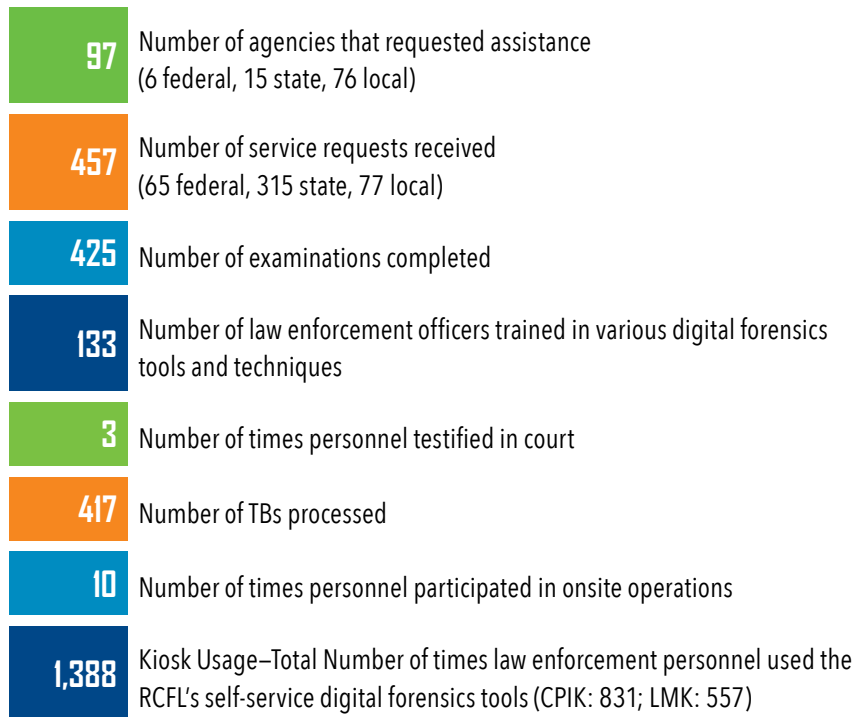 97
Number of agencies that requested assistance
(6 federal, 15 state, 76 local)
457
Number of service requests received
(65 federal, 315 state, 77 local)
425
Number of examinations completed
133
Number of law enforcement officers trained in various digital forensics
tools and techniques
3
Number of times personnel testified in court
417
Number of TBs processed
10
Number of times personnel participated in onsite operations
1,388
Kiosk Usage–Total Number of times law enforcement personnel used the
RCFL's self-service digital forensics tools (CPIK: 831; LMK: 557)